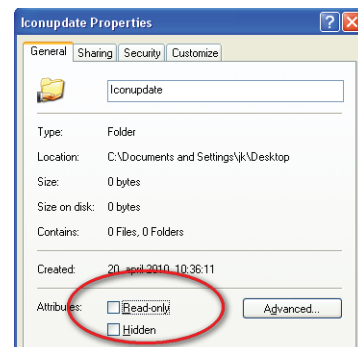 Iconupdate Properties
General Sharing Security Customize
Iconupdate
Type: Folder
Location: C:\Documents and Settings\jk\Desktop
Size: 0 bytes
Size on disk: 0 bytes
Contains: 0 Files, 0 Folders
Created: 20. april 2010, 10:36:11
Attributes: Read-only Advanced...
Hidden